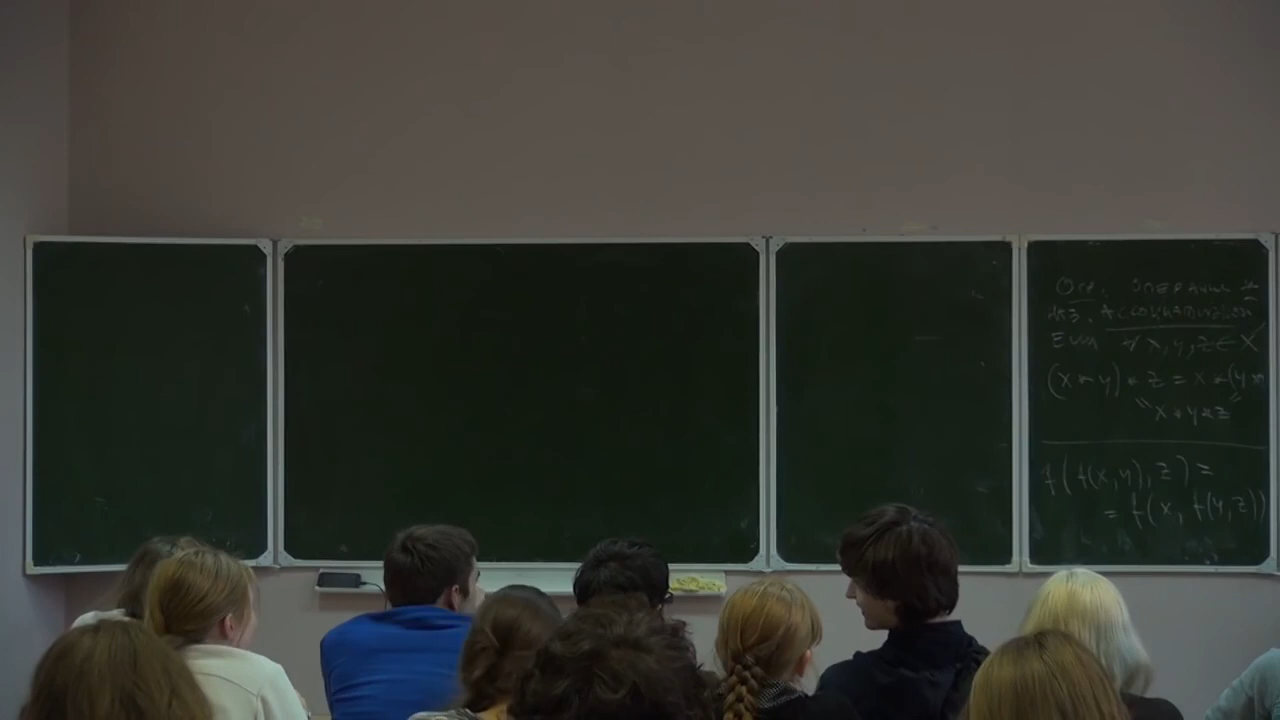 Опр. Операция *
наз. Ассоциативной
Если ∀ x, y, z ∈ X
(x * y) * z = x * (y *
"x * y * z"
f(f(x,y), z) =
= f(x, f(y,z))